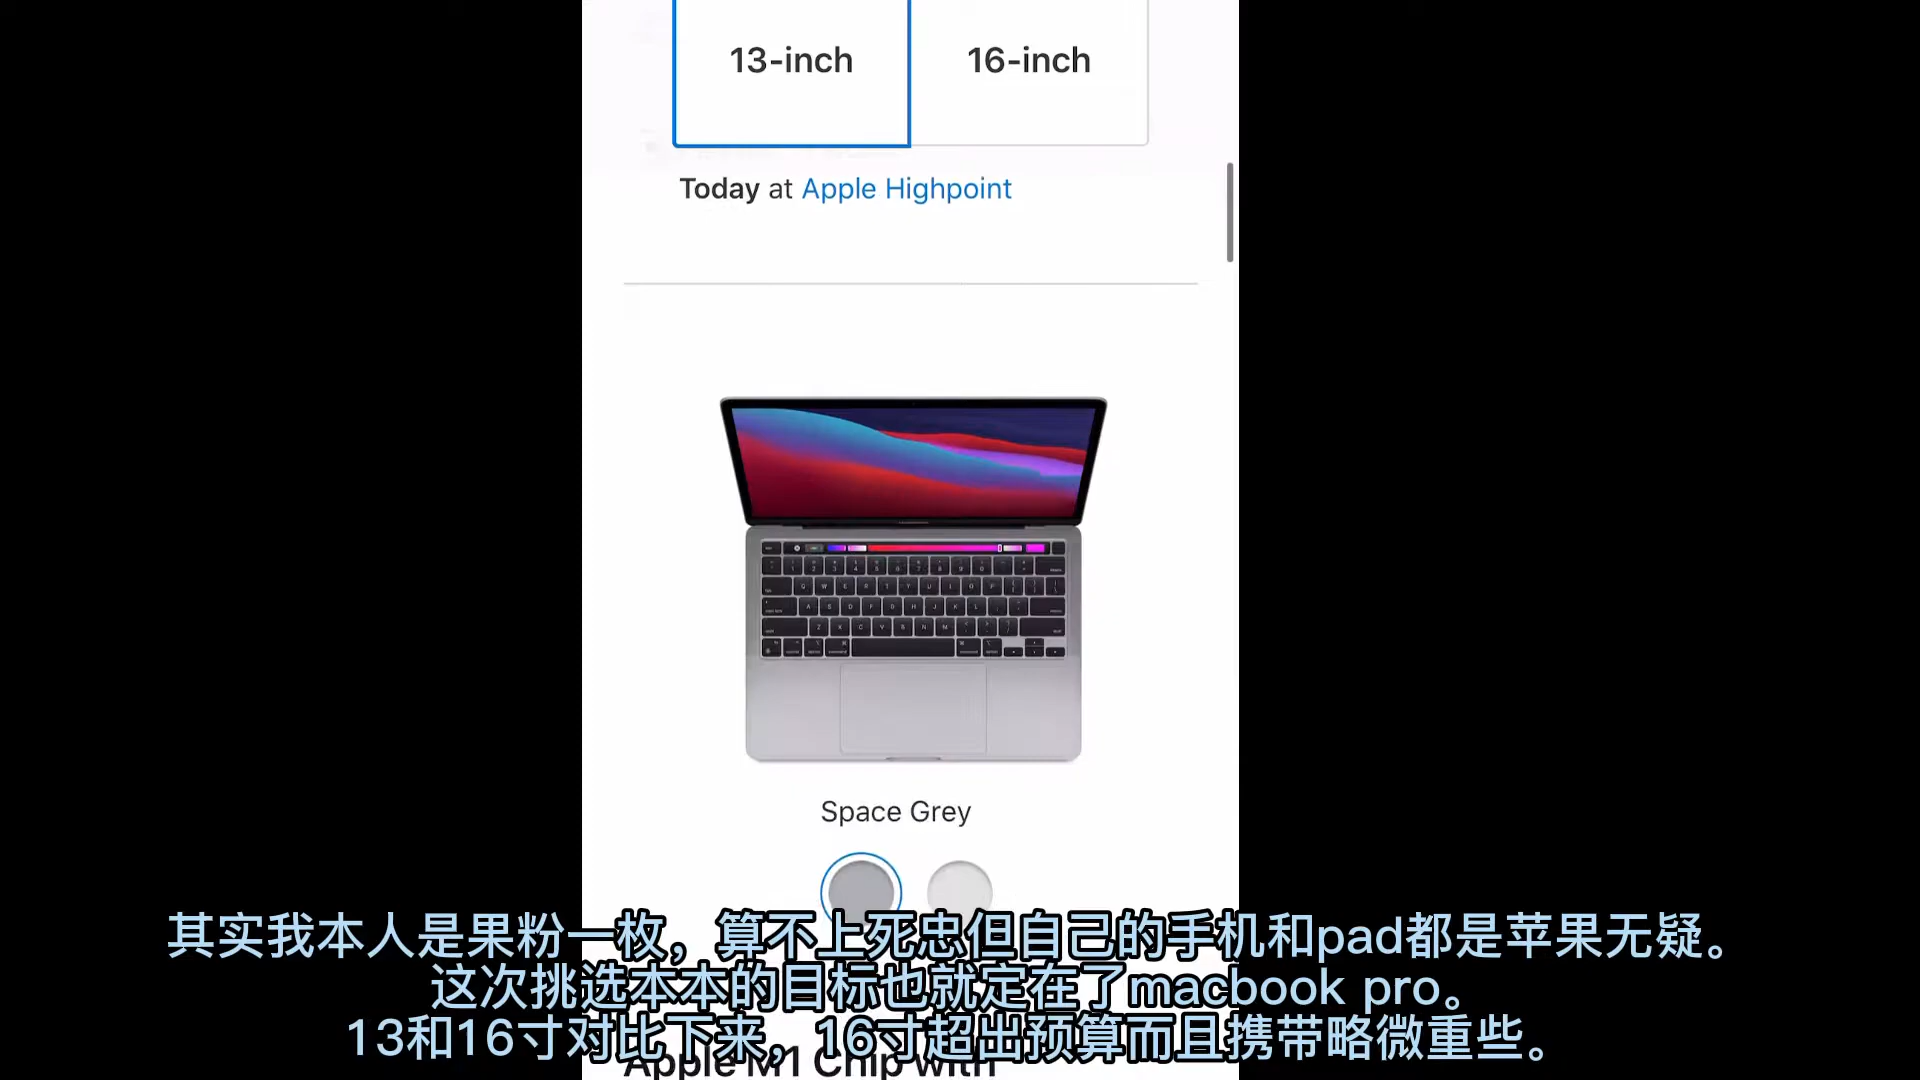 13-inch
16-inch
Today at Apple Highpoint
Space Grey
其实我本人是果粉一枚，算不上死忠但自己的手机和pad都是苹果无疑。
这次挑选本本的目标也就定在了macbook pro。
13和16寸对比下来，16寸超出预算而且携带略微重些。
Apple M1 Chip with